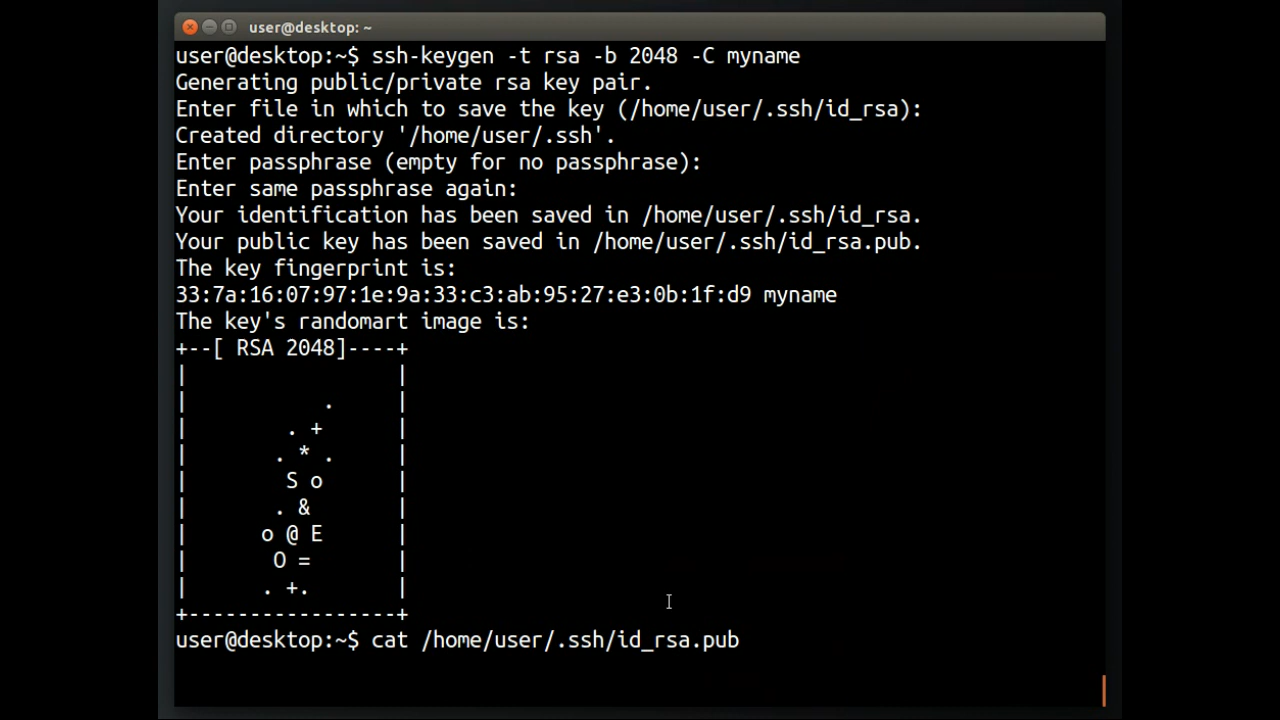 user@desktop: ~
user@desktop:~$ ssh-keygen -t rsa -b 2048 -C myname
Generating public/private rsa key pair.
Enter file in which to save the key (/home/user/.ssh/id_rsa):
Created directory '/home/user/.ssh'.
Enter passphrase (empty for no passphrase):
Enter same passphrase again:
Your identification has been saved in /home/user/.ssh/id_rsa.
Your public key has been saved in /home/user/.ssh/id_rsa.pub.
The key fingerprint is:
33:7a:16:07:97:1e:9a:33:c3:ab:95:27:e3:0b:1f:d9 myname
The key's randomart image is:
+--[ RSA 2048]----+
|                 |
|           .     |
|        . +      |
|       . * .     |
|        S o      |
|       . &       |
|      o @ E      |
|       O =       |
|      . +.       |
+-----------------+
user@desktop:~$ cat /home/user/.ssh/id_rsa.pub